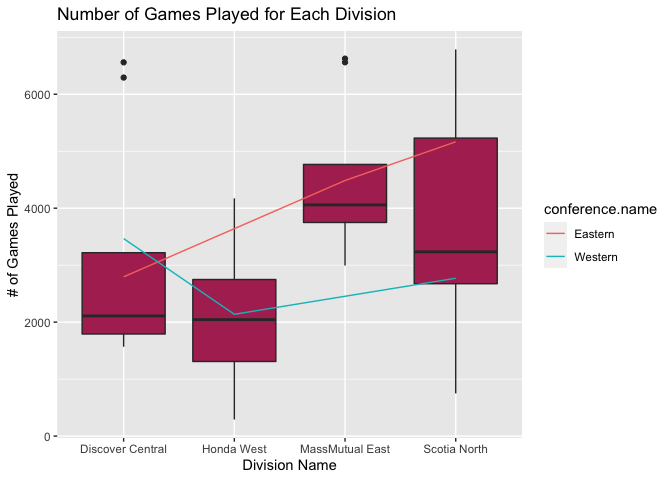 Number of Games Played for Each Division
# of Games Played
6000
4000
2000
0
Discover Central
Honda West
MassMutual East
Scotia North
Division Name
conference.name
Eastern
Western